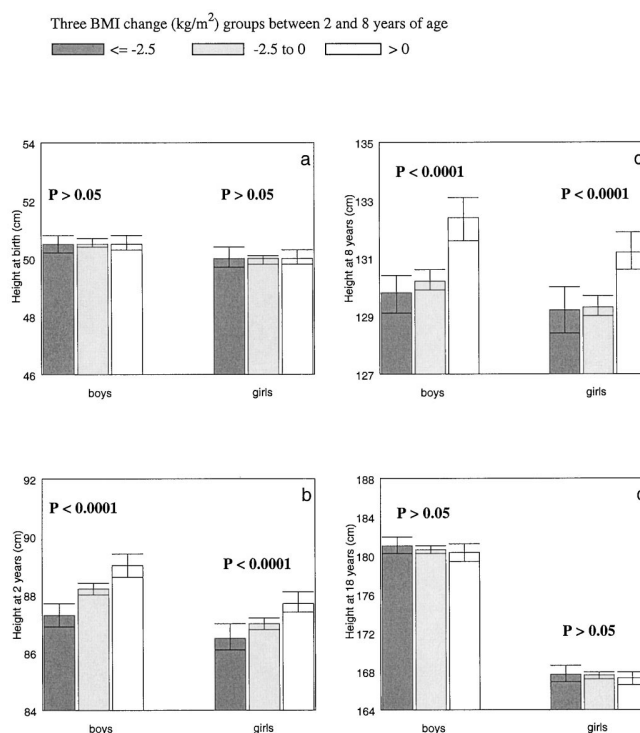 Three BMI change (kg/m²) groups between 2 and 8 years of age
<= -2.5 -2.5 to 0 > 0
a
Height at birth (cm)
54
52
50
48
46
P > 0.05 P > 0.05
boys girls
Height at 8 years (cm)
135
133
131
129
127
P < 0.0001
P < 0.0001
boys girls
b
Height at 2 years (cm)
92
90
88
86
84
P < 0.0001
P < 0.0001
boys girls
Height at 18 years (cm)
188
184
180
176
172
168
164
P > 0.05
P > 0.05
boys girls